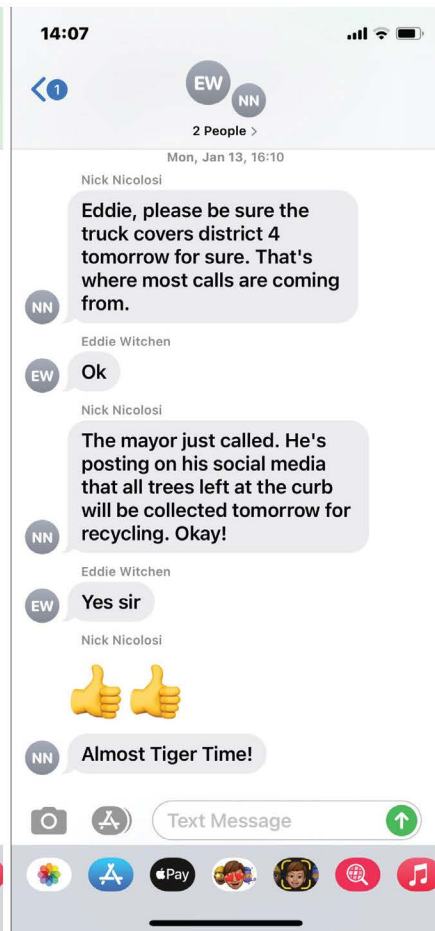 14:07
1
EW
NN
2 People >
Mon, Jan 13, 16:10
Nick Nicolosi
Eddie, please be sure the
truck covers district 4
tomorrow for sure. That's
where most calls are coming
from.
NN
Eddie Witchen
Ok
EW
Nick Nicolosi
The mayor just called. He's
posting on his social media
that all trees left at the curb
will be collected tomorrow for
recycling. Okay!
NN
Eddie Witchen
Yes sir
EW
Nick Nicolosi
👍👍
Almost Tiger Time!
NN
Text Message
Pay